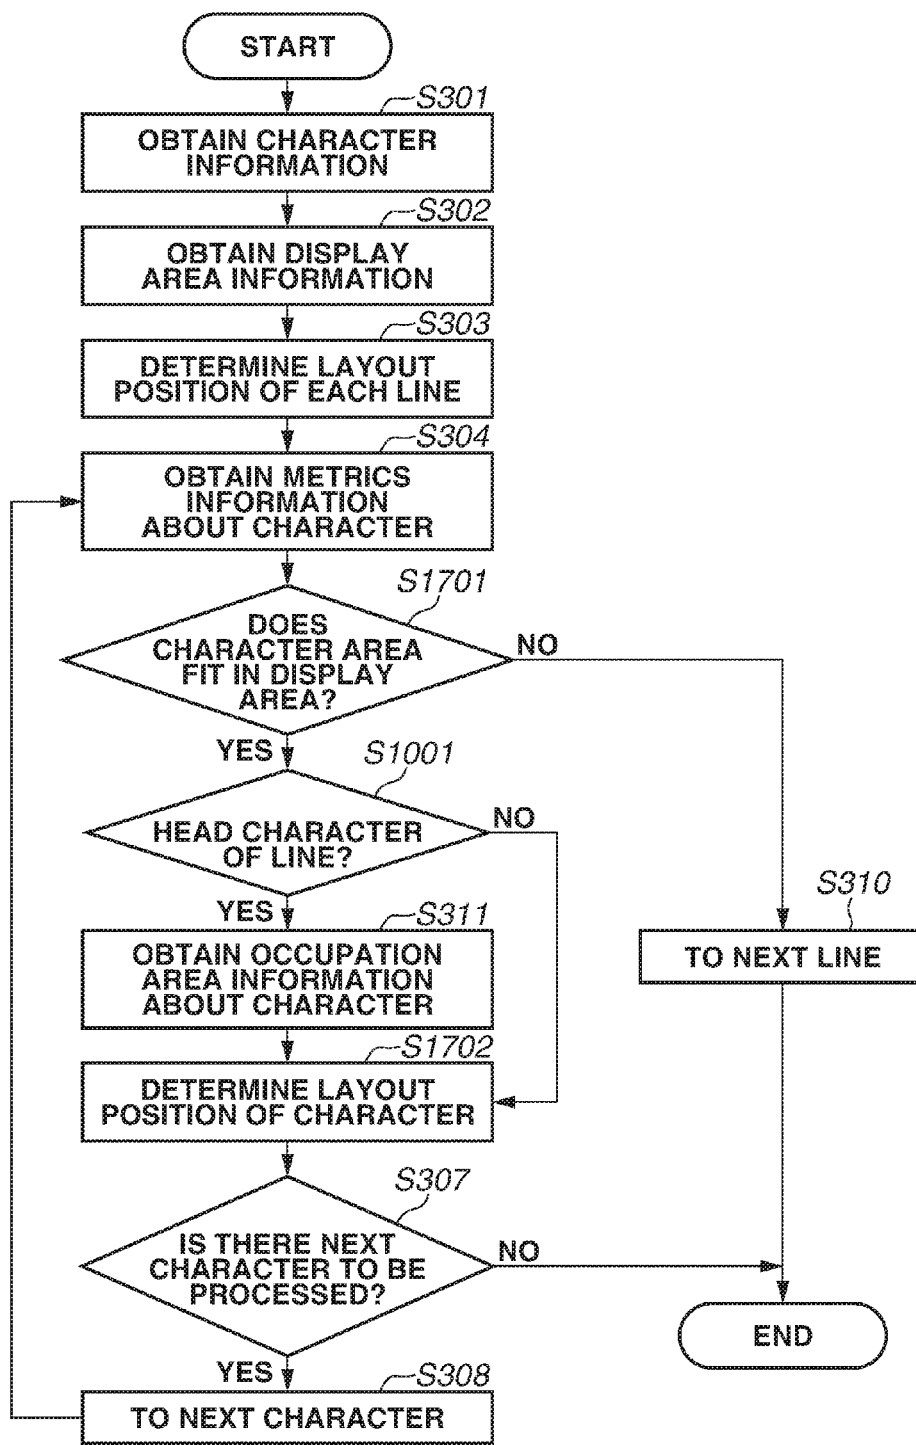 START
S301
OBTAIN CHARACTER
INFORMATION
S302
OBTAIN DISPLAY
AREA INFORMATION
S303
DETERMINE LAYOUT
POSITION OF EACH LINE
S304
OBTAIN METRICS
INFORMATION
ABOUT CHARACTER
S1701
DOES
CHARACTER AREA
FIT IN DISPLAY
AREA?
NO
YES
S1001
HEAD CHARACTER
OF LINE?
NO
YES
S311
OBTAIN OCCUPATION
AREA INFORMATION
ABOUT CHARACTER
S310
TO NEXT LINE
S1702
DETERMINE LAYOUT
POSITION OF CHARACTER
S307
IS THERE NEXT
CHARACTER TO BE
PROCESSED?
NO
END
YES
S308
TO NEXT CHARACTER